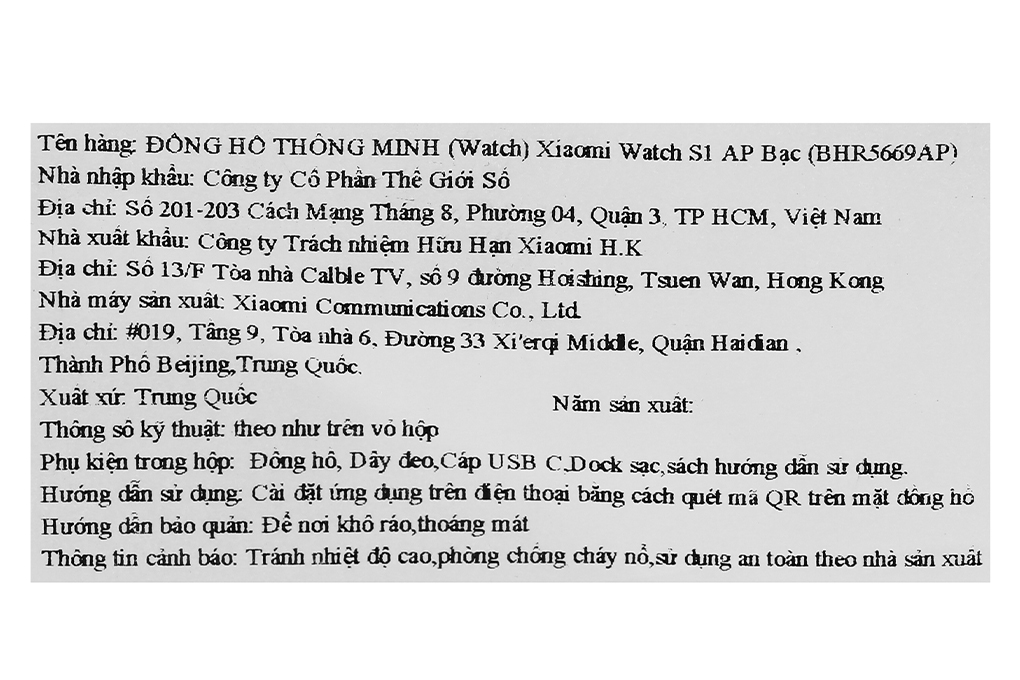 Tên hàng: ĐỒNG HỒ THÔNG MINH (Watch) Xiaomi Watch S1 AP Bạc (BHR5669AP)
Nhà nhập khẩu: Công ty Cổ Phần Thế Giới Số
Địa chỉ: Số 201-203 Cách Mạng Tháng 8, Phường 04, Quận 3, TP HCM, Việt Nam
Nhà xuất khẩu: Công ty Trách nhiệm Hữu Hạn Xiaomi H.K
Địa chỉ: Số 13/F Tòa nhà Calble TV, số 9 đường Hoishing, Tsuen Wan, Hong Kong
Nhà máy sản xuất: Xiaomi Communications Co., Ltd
Địa chỉ: #019, Tầng 9, Tòa nhà 6, Đường 33 Xi'erqi Middle, Quận Haidian ,
Thành Phố Beijing,Trung Quốc.
Xuất xứ: Trung Quốc Năm sản xuất:
Thông số kỹ thuật: theo như trên vỏ hộp
Phụ kiện trong hộp: Đồng hồ, Dây đeo,Cáp USB C,Dock sạc,sách hướng dẫn sử dụng.
Hướng dẫn sử dụng: Cài đặt ứng dụng trên điện thoại bằng cách quét mã QR trên mặt đồng hồ
Hướng dẫn bảo quản: Để nơi khô ráo,thoáng mát
Thông tin cảnh báo: Tránh nhiệt độ cao,phòng chống cháy nổ,sử dụng an toàn theo nhà sản xuất